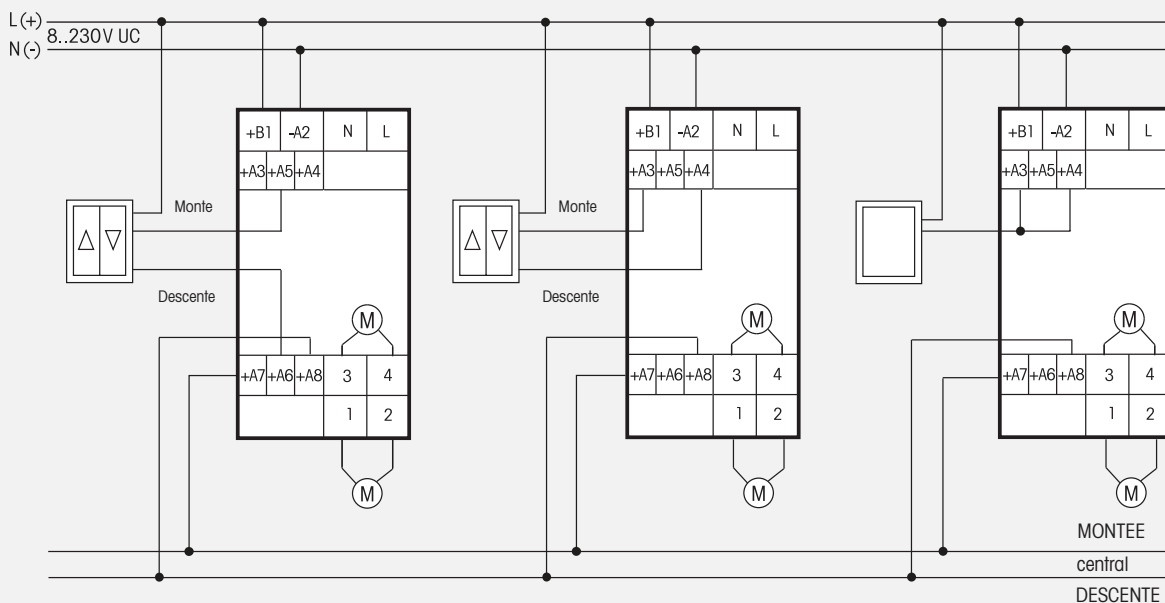 L(+)
8..230V UC
N(-)
+B1 -A2 N L
+A3 +A5 +A4
Monte
Descente
M
+A7 +A6 +A8 3 4
1 2
M
+B1 -A2 N L
+A3 +A5 +A4
Monte
Descente
M
+A7 +A6 +A8 3 4
1 2
M
+B1 -A2 N L
+A3 +A5 +A4
M
+A7 +A6 +A8 3 4
1 2
M
MONTEE
central
DESCENTE